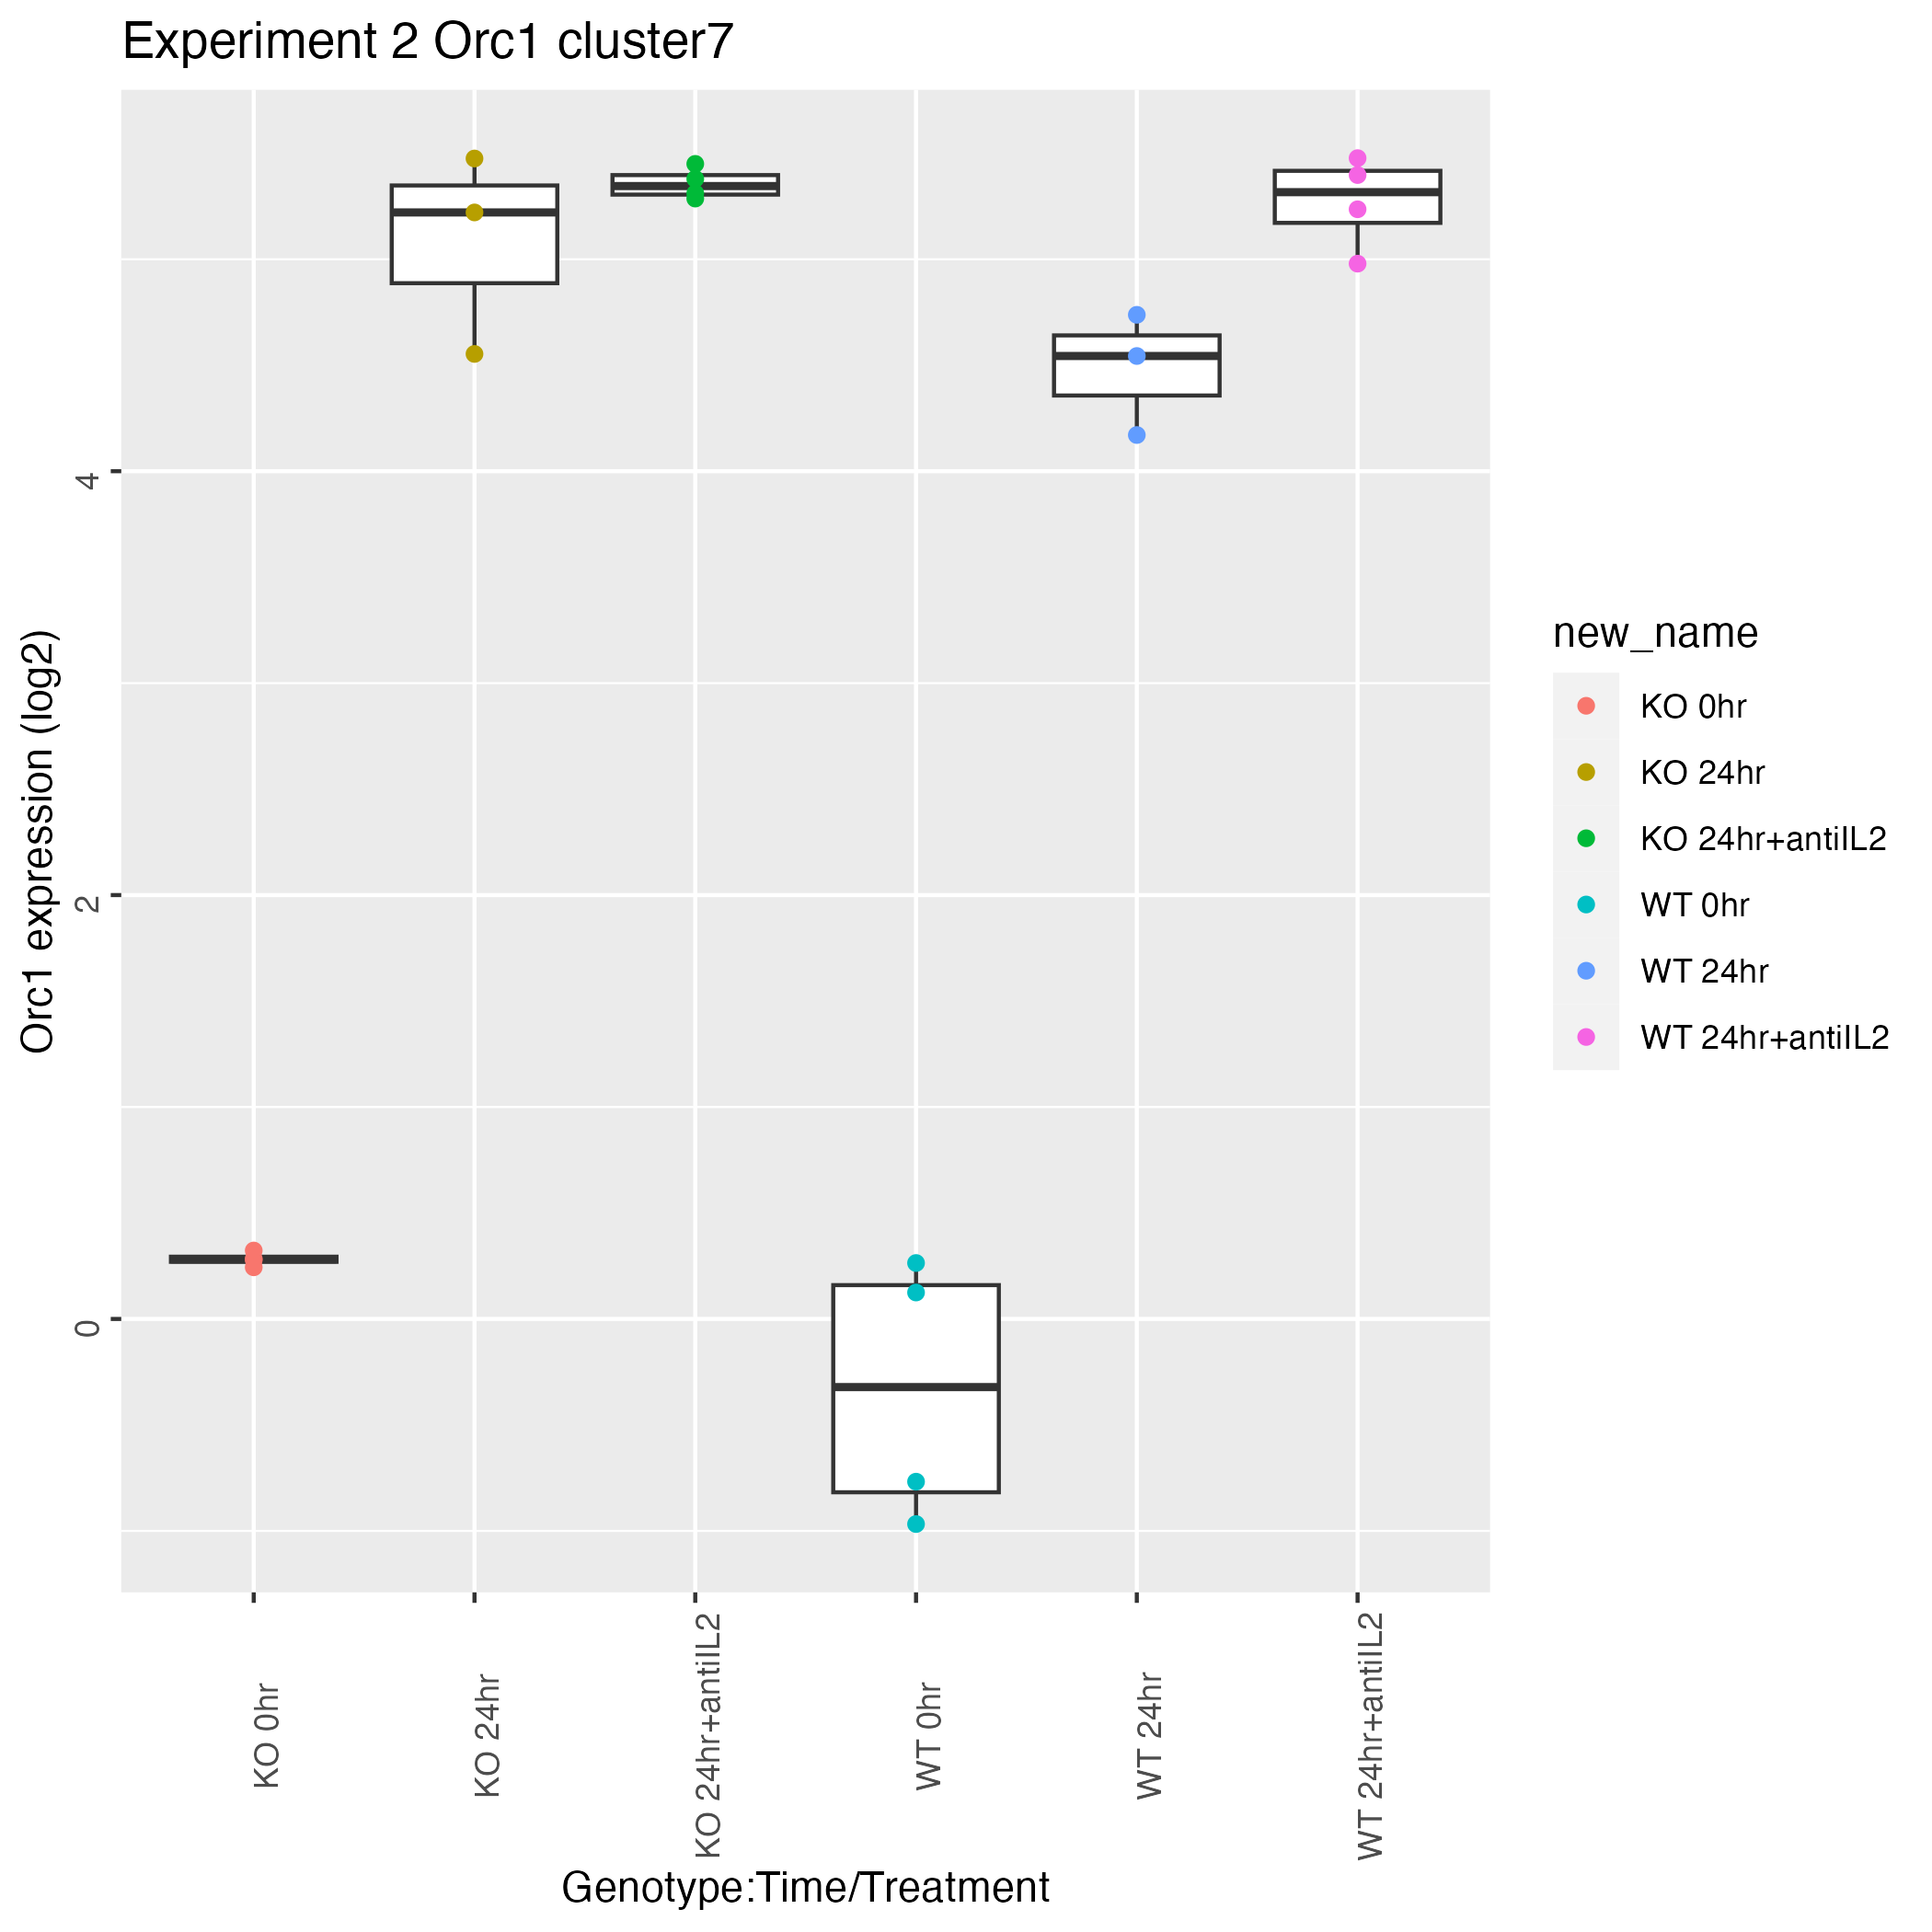 Experiment 2 Orc1 cluster7
Orc1 expression (log2)
4
2
0
KO 0hr
KO 24hr
KO 24hr+antiIL2
WT 0hr
WT 24hr
WT 24hr+antiIL2
Genotype:Time/Treatment
new_name
KO 0hr
KO 24hr
KO 24hr+antiIL2
WT 0hr
WT 24hr
WT 24hr+antiIL2